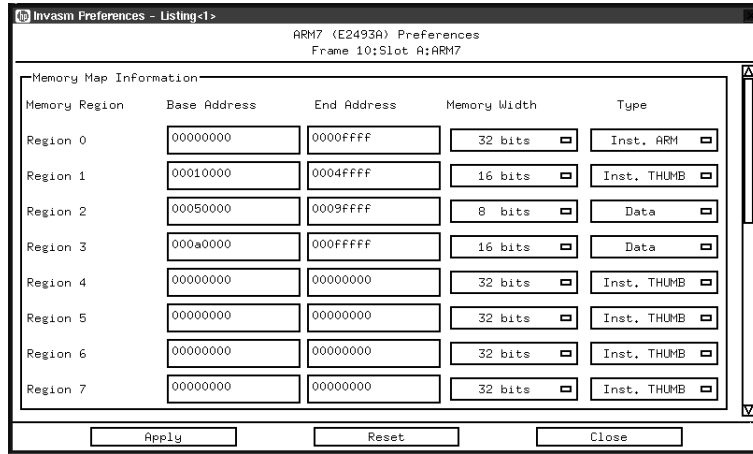 hp Invasm Preferences - Listing<1>
ARM7 (E2493A) Preferences
Frame 10:Slot A:ARM7
Memory Map Information
Memory Region Base Address End Address Memory Width Type
Region 0 00000000 0000ffff 32 bits Inst. ARM
Region 1 00010000 0004ffff 16 bits Inst. THUMB
Region 2 00050000 0009ffff 8 bits Data
Region 3 000a0000 000fffff 16 bits Data
Region 4 00000000 00000000 32 bits Inst. THUMB
Region 5 00000000 00000000 32 bits Inst. THUMB
Region 6 00000000 00000000 32 bits Inst. THUMB
Region 7 00000000 00000000 32 bits Inst. THUMB
Apply Reset Close